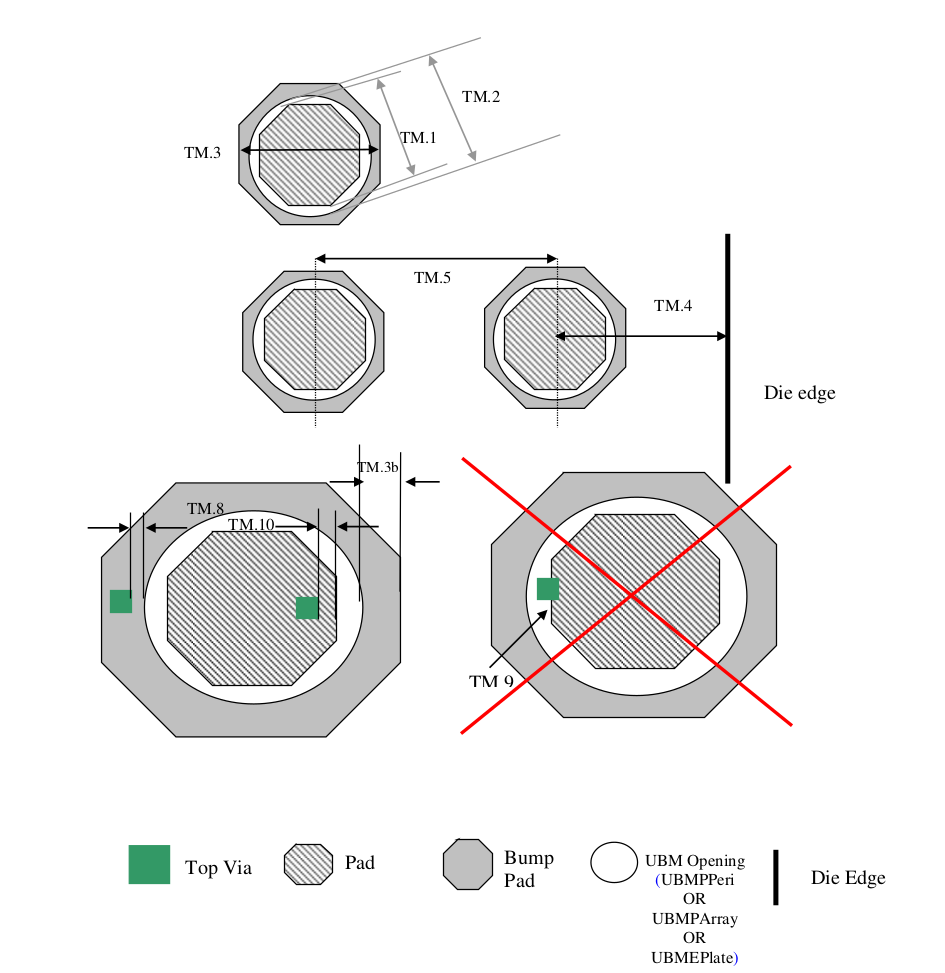 TM.2
TM.1
TM.3
TM.5
TM.4
Die edge
TM.3b
TM.8
TM.10
TM 9
Top Via
Pad
Bump
Pad
UBM Opening
(UBMPPeri
OR
UBMPArray
OR
UBMEPlate)
Die Edge